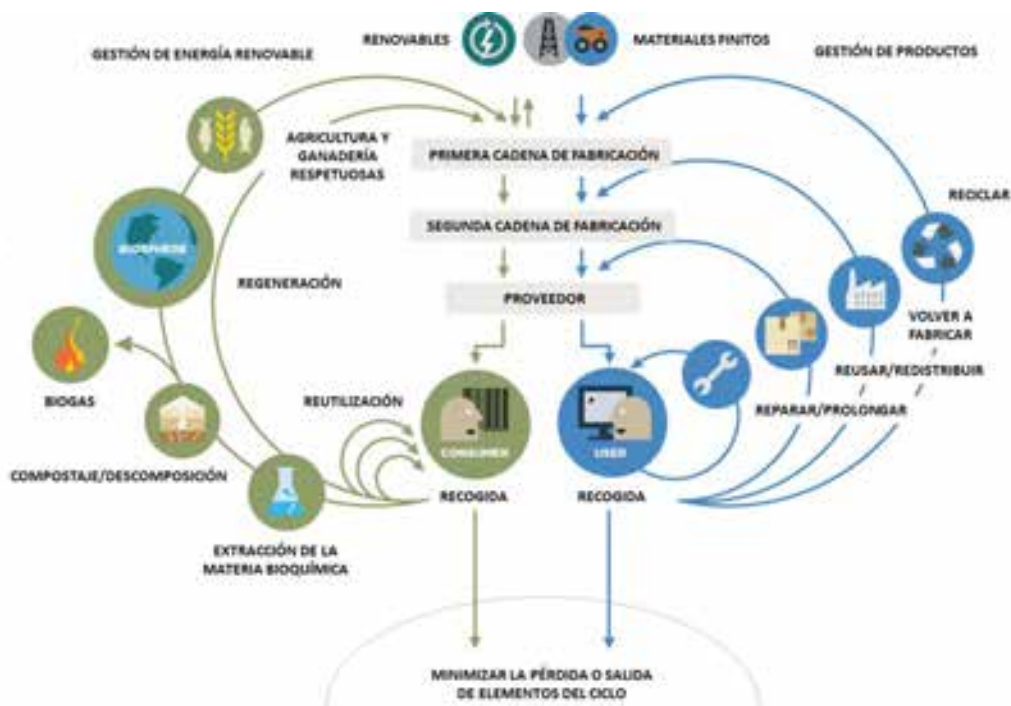 RENOVABLES
MATERIALES FINITOS
GESTIÓN DE ENERGÍA RENOVABLE
GESTIÓN DE PRODUCTOS
AGRICULTURA Y
GANADERÍA
RESPETUOSAS
PRIMERA CADENA DE FABRICACIÓN
RECICLAR
SEGUNDA CADENA DE FABRICACIÓN
BIOSPHERE
REGENERACIÓN
PROVEEDOR
VOLVER A
FABRICAR
BIOGAS
REUTILIZACIÓN
REUSAR/REDISTRIBUIR
REPARAR/PROLONGAR
CONSUMER
USER
COMPOSTAJE/DESCOMPOSICIÓN
RECOGIDA
RECOGIDA
EXTRACCIÓN DE LA
MATERIA BIOQUÍMICA
MINIMIZAR LA PÉRDIDA O SALIDA
DE ELEMENTOS DEL CICLO